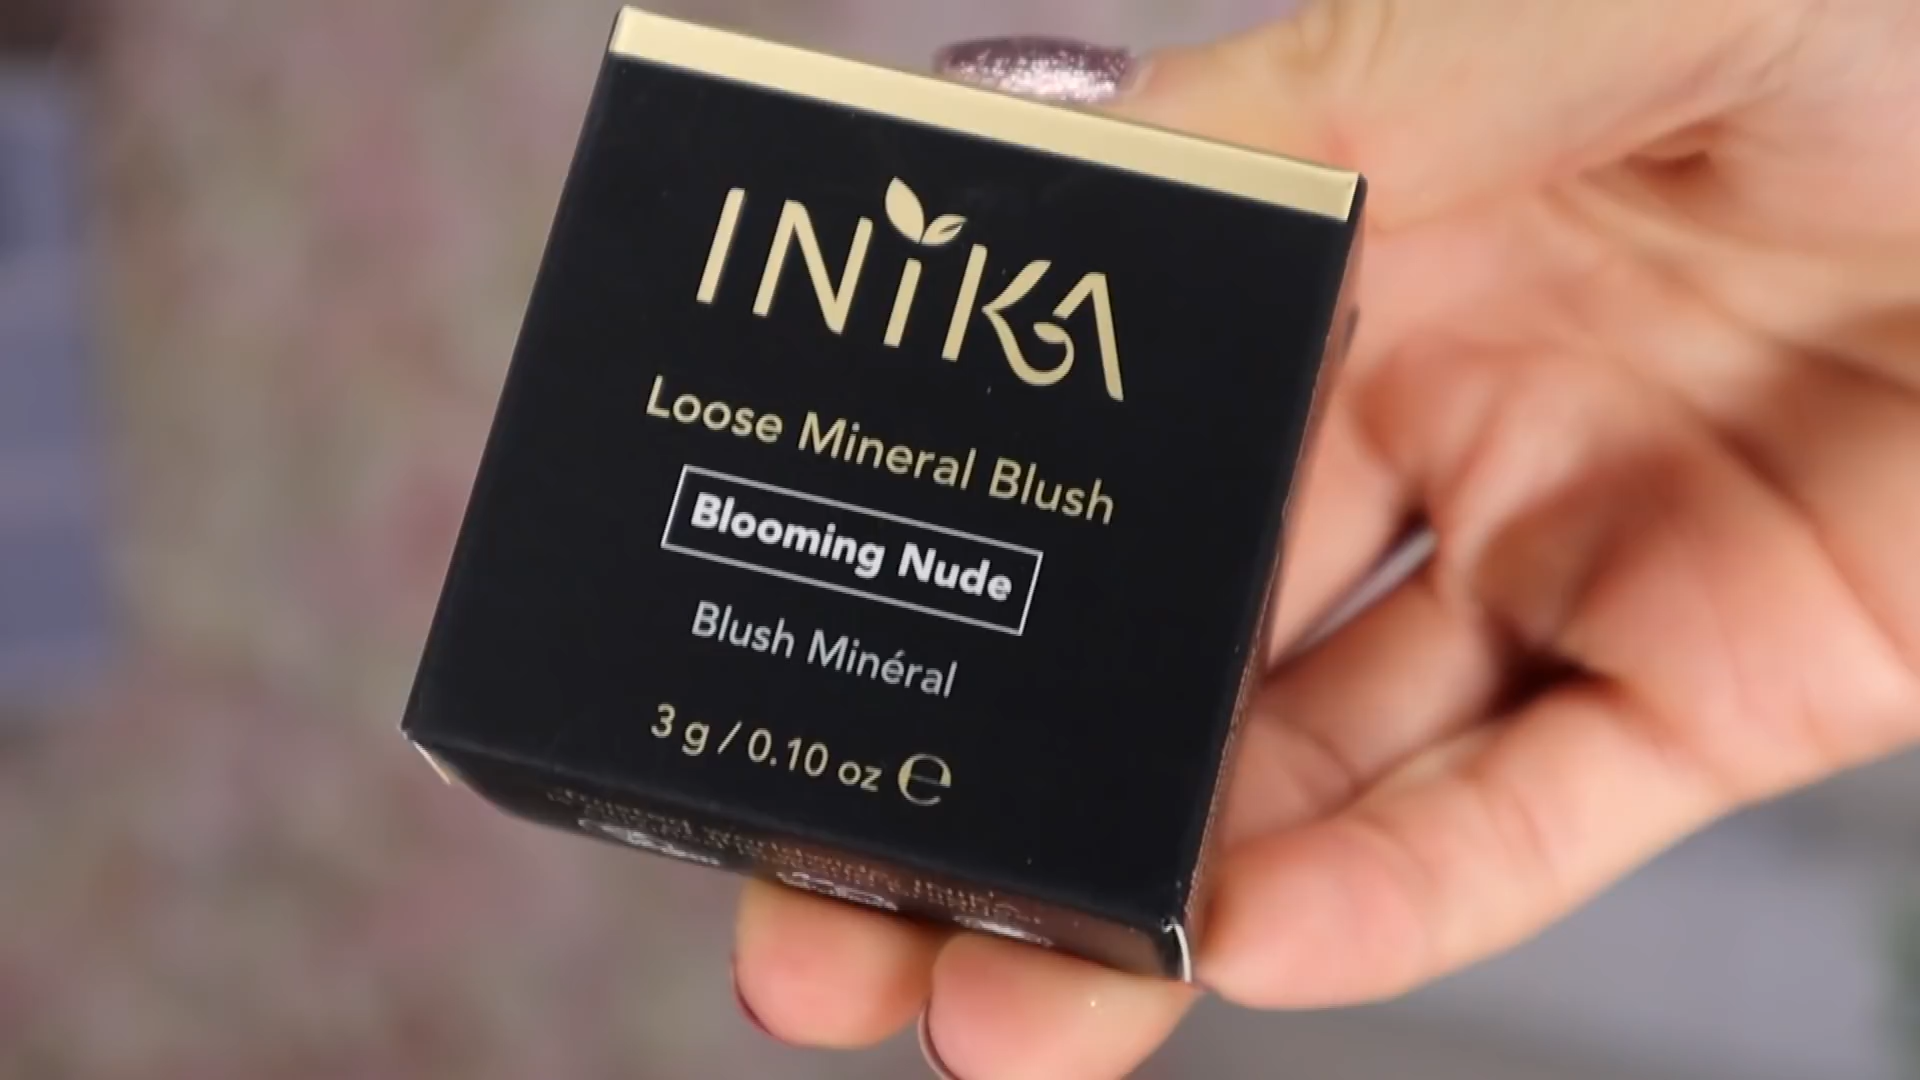 INIKA
Loose Mineral Blush
Blooming Nude
Blush Minéral
3 g / 0.10 oz ℮